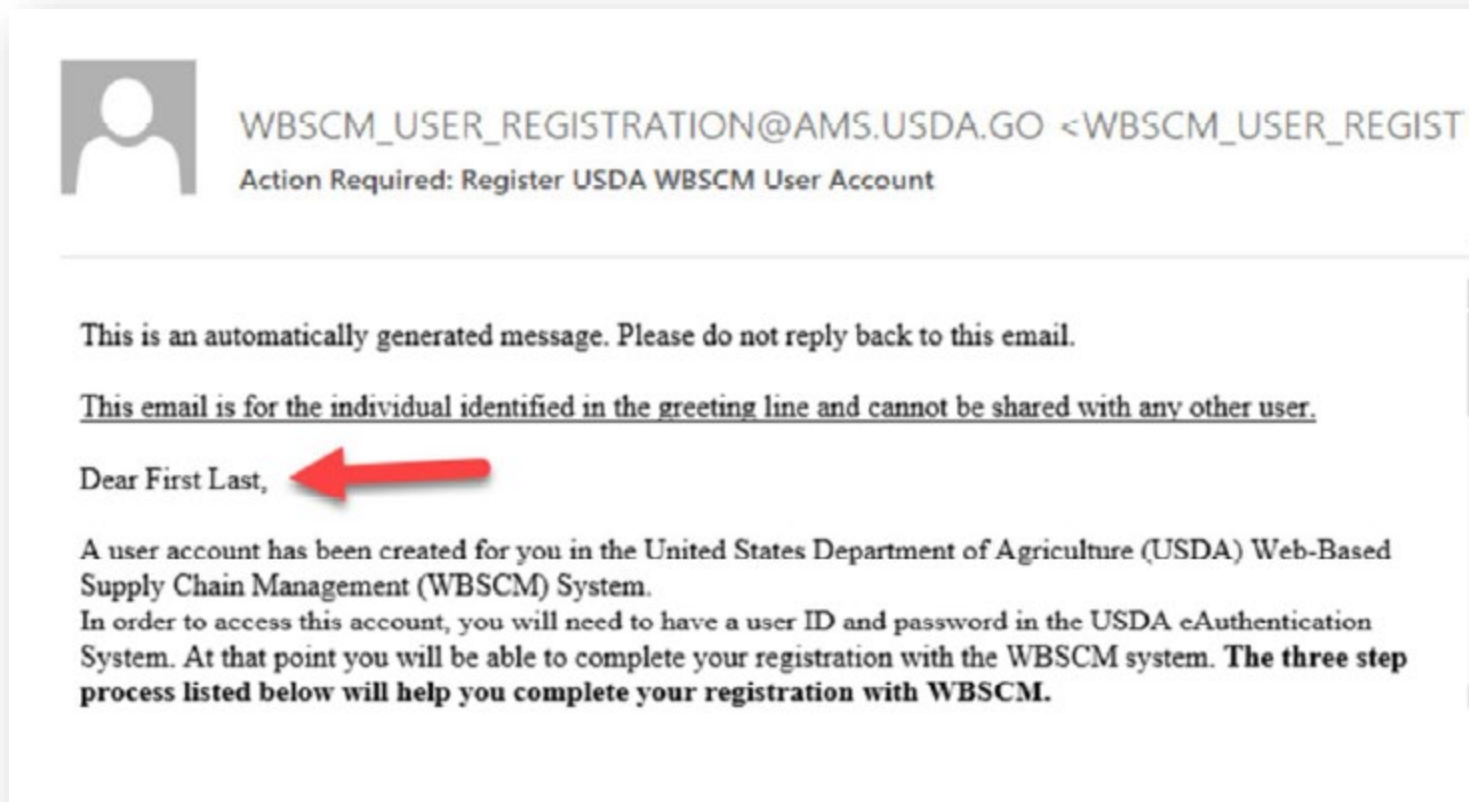 WBSCM_USER_REGISTRATION@AMS.USDA.GO <WBSCM_USER_REGIST
Action Required: Register USDA WBSCM User Account
This is an automatically generated message. Please do not reply back to this email.
This email is for the individual identified in the greeting line and cannot be shared with any other user.
Dear First Last,
A user account has been created for you in the United States Department of Agriculture (USDA) Web-Based
Supply Chain Management (WBSCM) System.
In order to access this account, you will need to have a user ID and password in the USDA eAuthentication
System. At that point you will be able to complete your registration with the WBSCM system. The three step
process listed below will help you complete your registration with WBSCM.